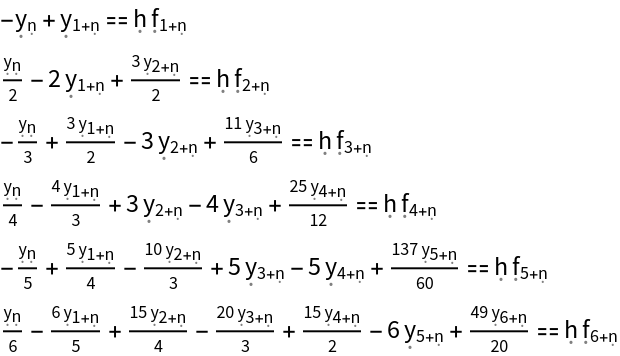 -yₙ + y₁₊ₙ == h f₁₊ₙ
yₙ/2 - 2 y₁₊ₙ + 3 y₂₊ₙ/2 == h f₂₊ₙ
-yₙ/3 + 3 y₁₊ₙ/2 - 3 y₂₊ₙ + 11 y₃₊ₙ/6 == h f₃₊ₙ
yₙ/4 - 4 y₁₊ₙ/3 + 3 y₂₊ₙ - 4 y₃₊ₙ + 25 y₄₊ₙ/12 == h f₄₊ₙ
-yₙ/5 + 5 y₁₊ₙ/4 - 10 y₂₊ₙ/3 + 5 y₃₊ₙ - 5 y₄₊ₙ + 137 y₅₊ₙ/60 == h f₅₊ₙ
yₙ/6 - 6 y₁₊ₙ/5 + 15 y₂₊ₙ/4 - 20 y₃₊ₙ/3 + 15 y₄₊ₙ/2 - 6 y₅₊ₙ + 49 y₆₊ₙ/20 == h f₆₊ₙ